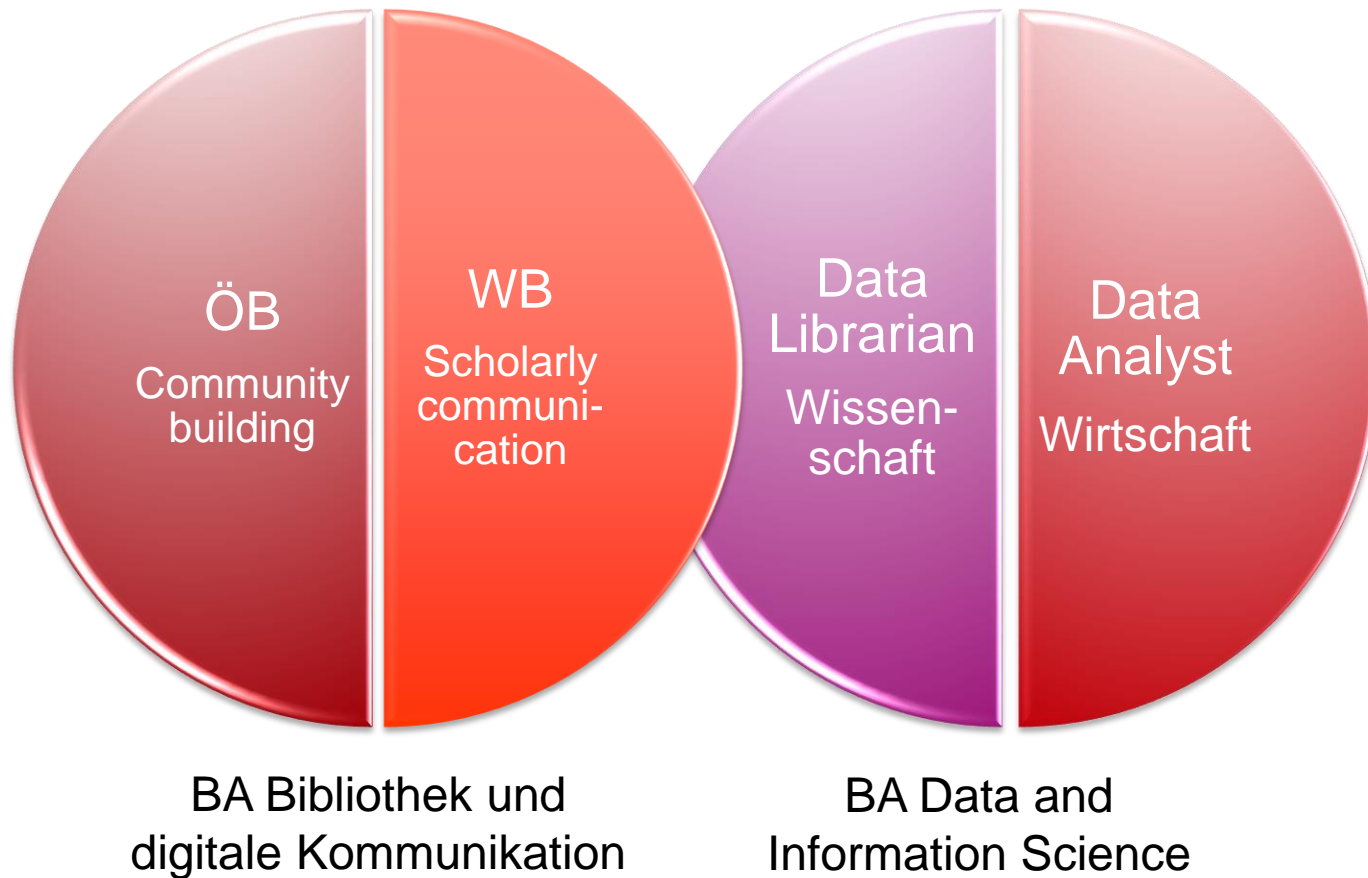 ÖB
Community
building
WB
Scholarly
communi-
cation
Data
Librarian
Wissen-
schaft
Data
Analyst
Wirtschaft
BA Bibliothek und
digitale Kommunikation
BA Data and
Information Science